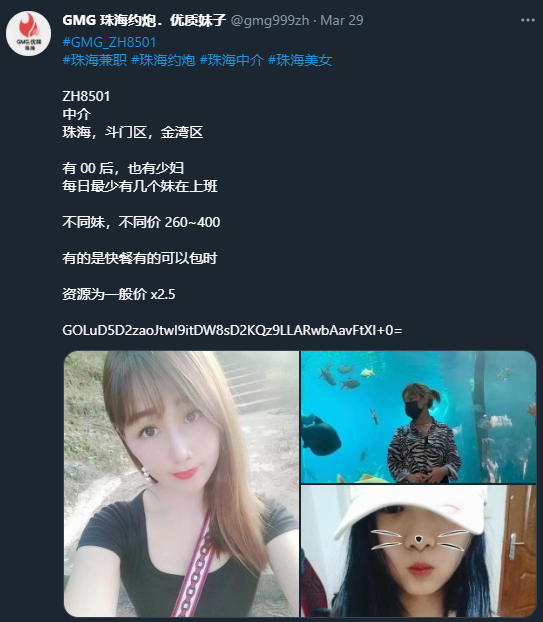 GMG 珠海约炮．优质妹子 @gmg999zh · Mar 29
GMG.优妹
珠海
#GMG_ZH8501
#珠海兼职 #珠海约炮 #珠海中介 #珠海美女
ZH8501
中介
珠海，斗门区，金湾区
有 00 后，也有少妇
每日最少有几个妹在上班
不同妹，不同价 260~400
有的是快餐有的可以包时
资源为一般价 x2.5
GOLuD5D2zaoJtwl9itDW8sD2KQz9LLARwbAavFtXI+0=